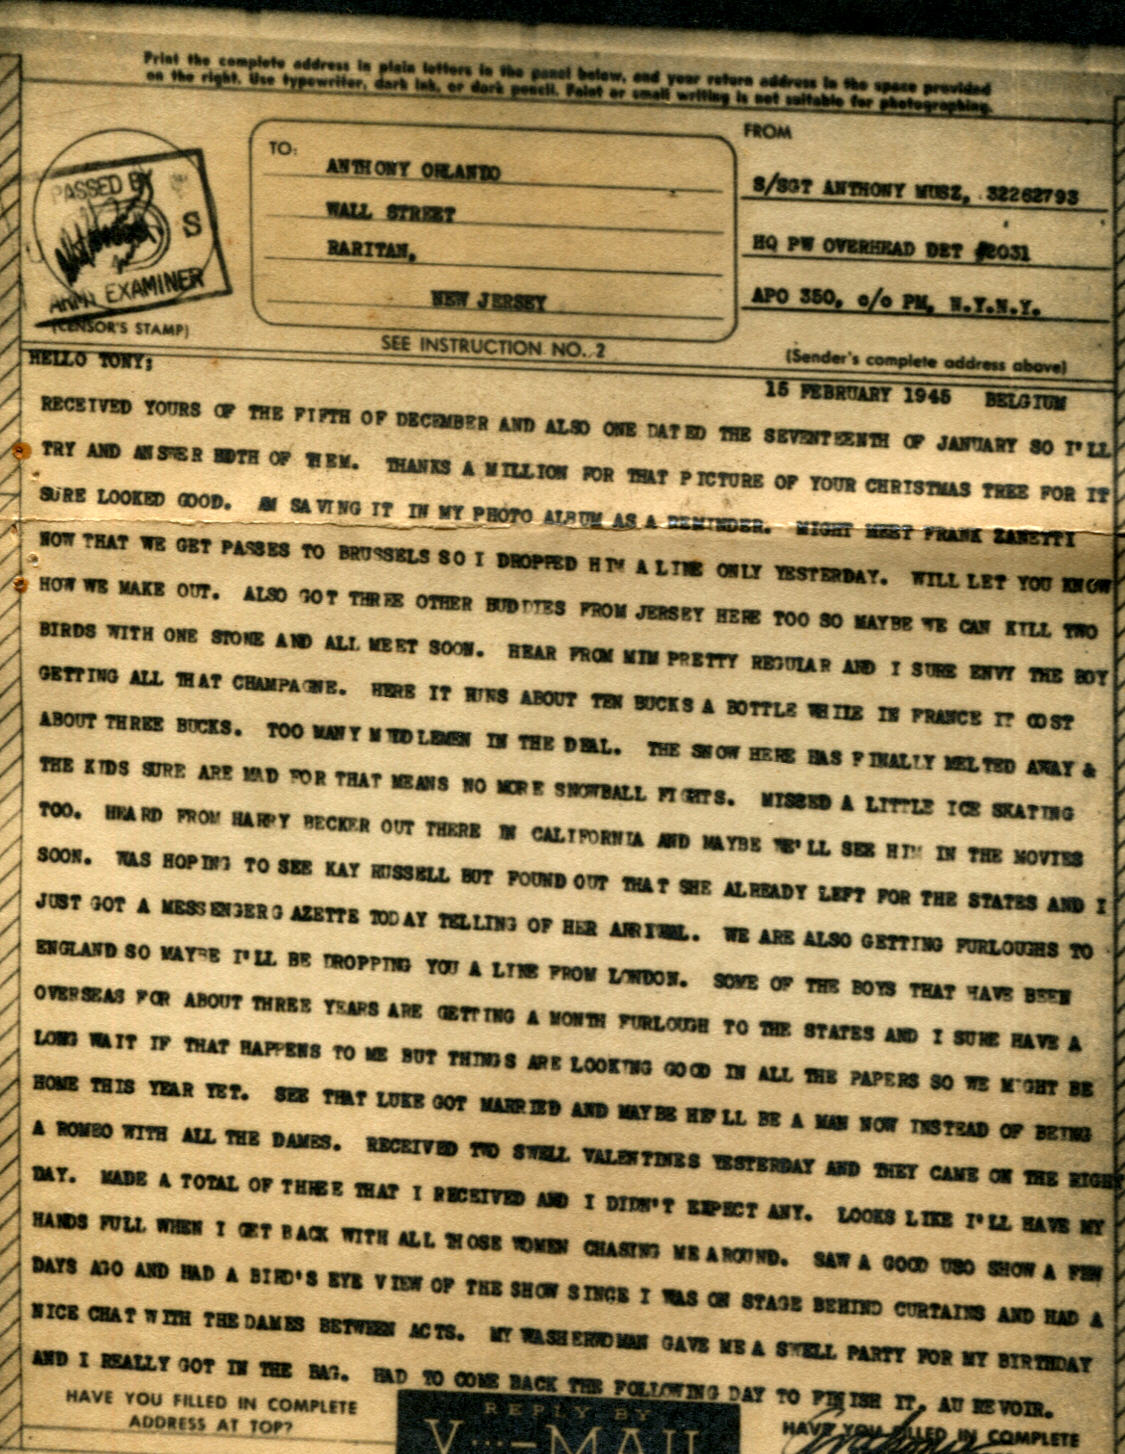 Print the complete address in plain letters in the panel below, and your return address in the space provided
on the right. Use typewriter, dark ink, or dark pencil. Faint or small writing is not suitable for photographing.
PASSED BY
S
ARMY EXAMINER
(CENSOR'S STAMP)
TO:
ANTHONY ORLANDO
WALL STREET
RARITAN,
NEW JERSEY
SEE INSTRUCTION NO. 2
FROM
S/SGT ANTHONY MUSZ, 32262793
HQ PW OVERHEAD DET #2031
APO 350, c/o PM, N.Y.N.Y.
(Sender's complete address above)
HELLO TONY;
15 FEBRUARY 1945 BELGIUM
RECEIVED YOURS OF THE FIFTH OF DECEMBER AND ALSO ONE DATED THE SEVENTEENTH OF JANUARY SO I'LL
TRY AND ANSWER BOTH OF THEM. THANKS A MILLION FOR THAT PICTURE OF YOUR CHRISTMAS TREE FOR IT
SURE LOOKED GOOD. AM SAVING IT IN MY PHOTO ALBUM AS A REMINDER. MIGHT MEET FRANK ZANETTI
NOW THAT WE GET PASSES TO BRUSSELS SO I DROPPED HIM A LINE ONLY YESTERDAY. WILL LET YOU KNOW
HOW WE MAKE OUT. ALSO GOT THREE OTHER BUDDIES FROM JERSEY HERE TOO SO MAYBE WE CAN KILL TWO
BIRDS WITH ONE STONE AND ALL MEET SOON. HEAR FROM MIM PRETTY REGULAR AND I SURE ENVY THE BOY
GETTING ALL THAT CHAMPAGNE. HERE IT RUNS ABOUT TEN BUCKS A BOTTLE WHILE IN FRANCE IT COST
ABOUT THREE BUCKS. TOO MANY MIDDLEMEN IN THE DEAL. THE SNOW HERE HAS FINALLY MELTED AWAY &
THE KIDS SURE ARE MAD FOR THAT MEANS NO MORE SNOWBALL FIGHTS. MISSED A LITTLE ICE SKATING
TOO. HEARD FROM HARRY BECKER OUT THERE IN CALIFORNIA AND MAYBE WE'LL SEE HIM IN THE MOVIES
SOON. WAS HOPING TO SEE KAY RUSSELL BUT FOUND OUT THAT SHE ALREADY LEFT FOR THE STATES AND I
JUST GOT A MESSENGER GAZETTE TODAY TELLING OF HER ARRIVAL. WE ARE ALSO GETTING FURLOUGHS TO
ENGLAND SO MAYBE I'LL BE DROPPING YOU A LINE FROM LONDON. SOME OF THE BOYS THAT HAVE BEEN
OVERSEAS FOR ABOUT THREE YEARS ARE GETTING A MONTH FURLOUGH TO THE STATES AND I SURE HAVE A
LONG WAIT IF THAT HAPPENS TO ME BUT THINGS ARE LOOKING GOOD IN ALL THE PAPERS SO WE MIGHT BE
HOME THIS YEAR YET. SEE THAT LUKE GOT MARRIED AND MAYBE HE'LL BE A MAN NOW INSTEAD OF BEING
A ROMEO WITH ALL THE DAMES. RECEIVED TWO SWELL VALENTINES YESTERDAY AND THEY CAME ON THE RIGHT
DAY. MADE A TOTAL OF THREE THAT I RECEIVED AND I DIDN'T EXPECT ANY. LOOKS LIKE I'LL HAVE MY
HANDS FULL WHEN I GET BACK WITH ALL THOSE WOMEN CHASING ME AROUND. SAW A GOOD USO SHOW A FEW
DAYS AGO AND HAD A BIRD'S EYE VIEW OF THE SHOW SINCE I WAS ON STAGE BEHIND CURTAINS AND HAD A
NICE CHAT WITH THE DAMES BETWEEN ACTS. MY WASHERWOMAN GAVE ME A SWELL PARTY FOR MY BIRTHDAY
AND I REALLY GOT IN THE BAG. HAD TO COME BACK THE FOLLOWING DAY TO FINISH IT. AU REVOIR.
HAVE YOU FILLED IN COMPLETE
ADDRESS AT TOP?
REPLY BY
V···–MAIL
HAVE YOU FILLED IN COMPLETE